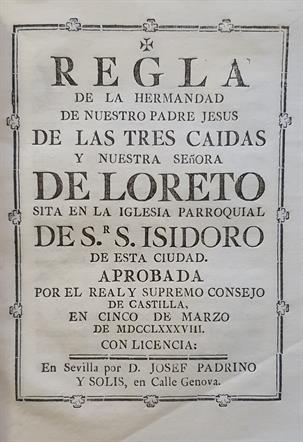 ✠
REGLA
DE LA HERMANDAD
DE NUESTRO PADRE JESUS
DE LAS TRES CAIDAS
Y NUESTRA SEñORA
DE LORETO
SITA EN LA IGLESIA PARROQUIAL
DE S.R S. ISIDORO
DE ESTA CIUDAD.
APROBADA
POR EL REAL Y SUPREMO CONSEJO
DE CASTILLA,
EN CINCO DE MARZO
DE MDCCLXXXVIII.
CON LICENCIA:
En Sevilla por D. JOSEF PADRINO
Y SOLIS, en Calle Genova.